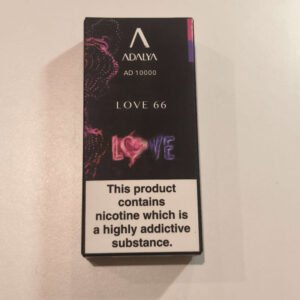 ADALYA
AD 10000
LOVE 66
LOVE
This product
contains
nicotine which is
a highly addictive
substance.